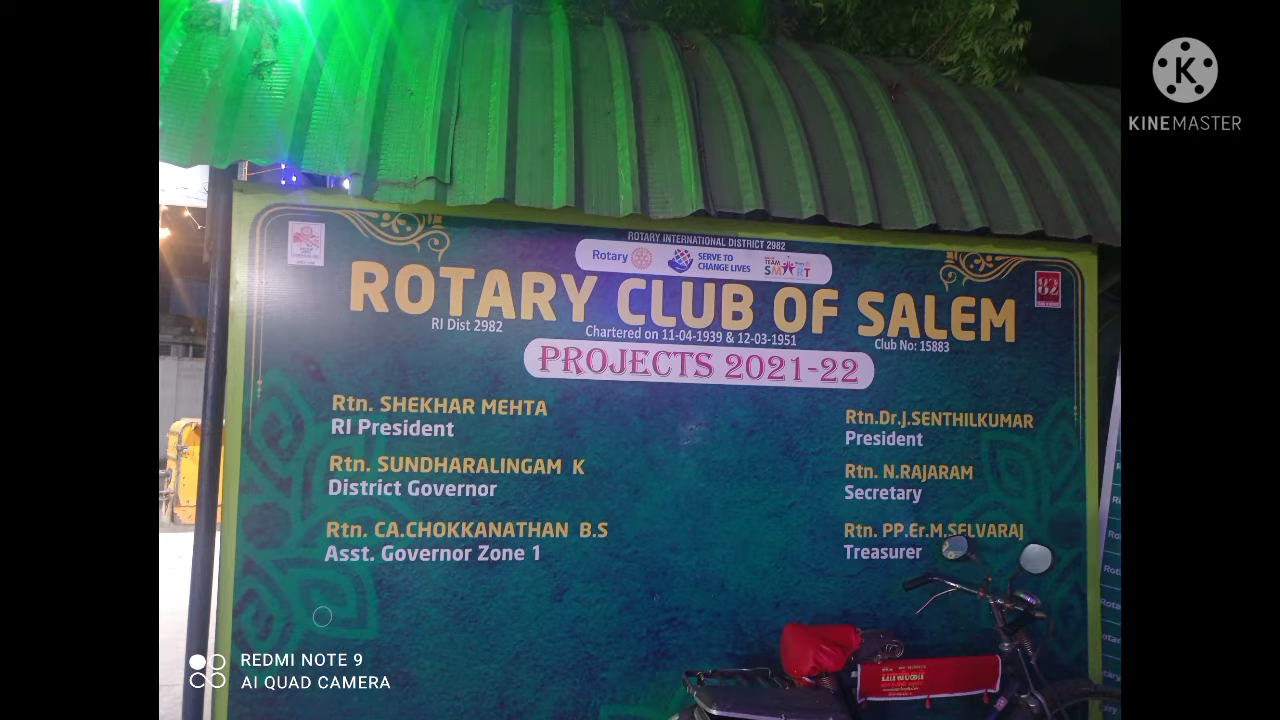 KINEMASTER
ROTARY INTERNATIONAL DISTRICT 2982
Rotary
SERVE TO
CHANGE LIVES
TEAM
SMART
82
ROTARY CLUB OF SALEM
RI Dist 2982
Chartered on 11-04-1939 & 12-03-1951
Club No: 15883
PROJECTS 2021-22
Rtn. SHEKHAR MEHTA
RI President
Rtn. SUNDHARALINGAM K
District Governor
Rtn. CA.CHOKKANATHAN B.S
Asst. Governor Zone 1
Rtn.Dr.J.SENTHILKUMAR
President
Rtn. N.RAJARAM
Secretary
Rtn. PP.Er.M.SELVARAJ
Treasurer
REDMI NOTE 9
AI QUAD CAMERA